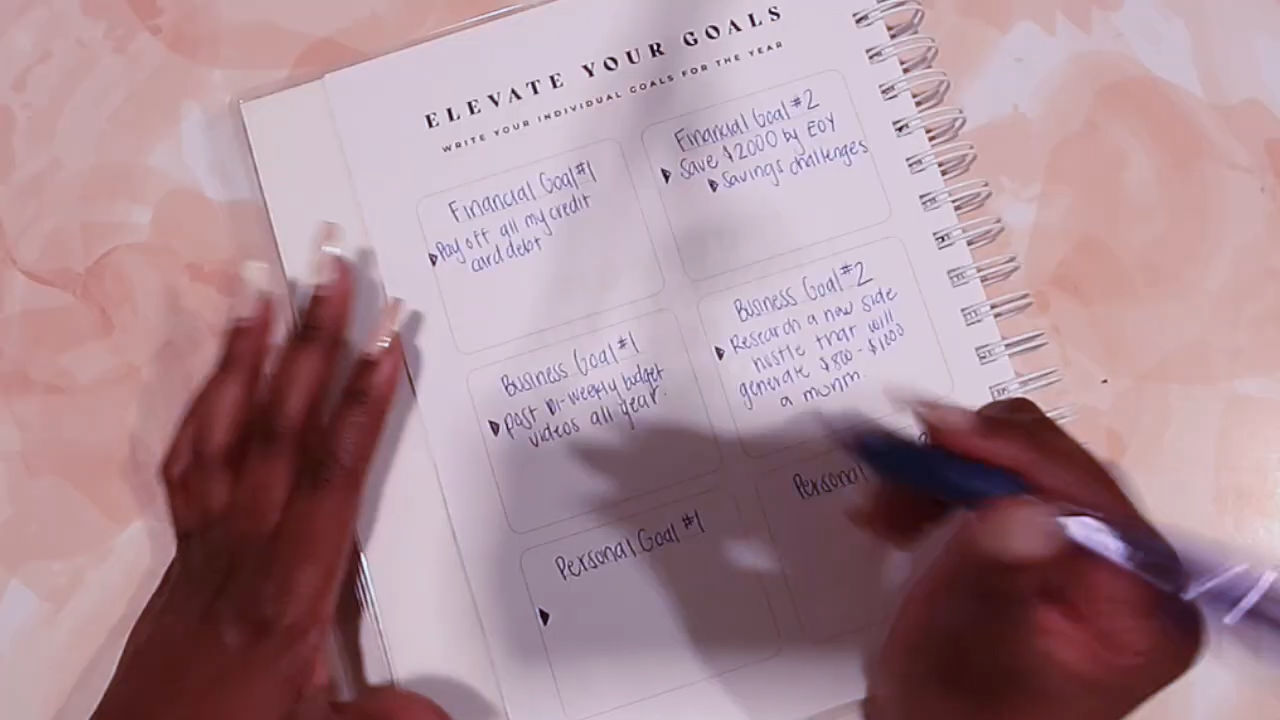 ELEVATE YOUR GOALS
WRITE YOUR INDIVIDUAL GOALS FOR THE YEAR
Financial Goal #1
Pay off all my credit
card debt
Financial Goal #2
Save $2000 by EOY
Savings challenges
Business Goal #1
Post Bi-weekly budget
videos all year.
Business Goal #2
Research a new side
hustle that will
generate $800 - $1000
a month.
Personal Goal #1
Personal